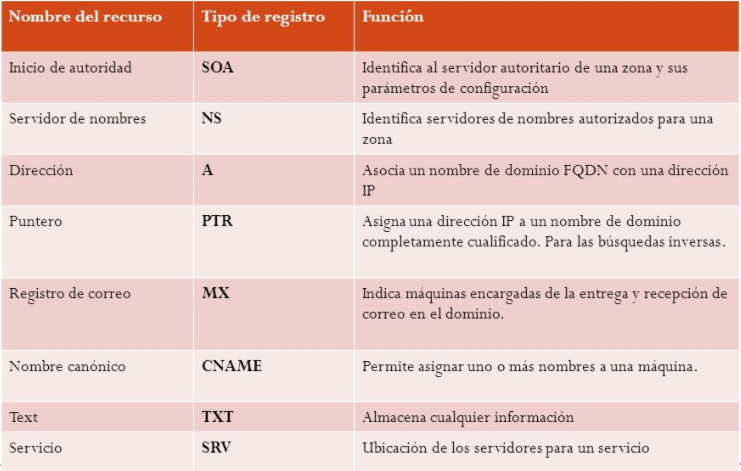 Nombre del recurso Tipo de registro Función
Inicio de autoridad SOA Identifica al servidor autoritario de una zona y sus
parámetros de configuración
Servidor de nombres NS Identifica servidores de nombres autorizados para una
zona
Dirección A Asocia un nombre de dominio FQDN con una dirección
IP
Puntero PTR Asigna una dirección IP a un nombre de dominio
completamente cualificado. Para las búsquedas inversas.
Registro de correo MX Indica máquinas encargadas de la entrega y recepción de
correo en el dominio.
Nombre canónico CNAME Permite asignar uno o más nombres a una máquina.
Text TXT Almacena cualquier información
Servicio SRV Ubicación de los servidores para un servicio